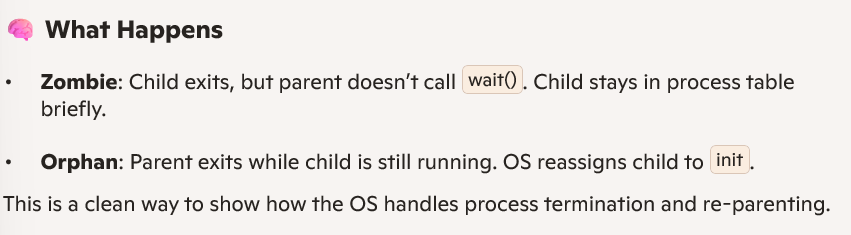 🧠 What Happens
• Zombie: Child exits, but parent doesn’t call wait(). Child stays in process table
briefly.
• Orphan: Parent exits while child is still running. OS reassigns child to init.
This is a clean way to show how the OS handles process termination and re-parenting.